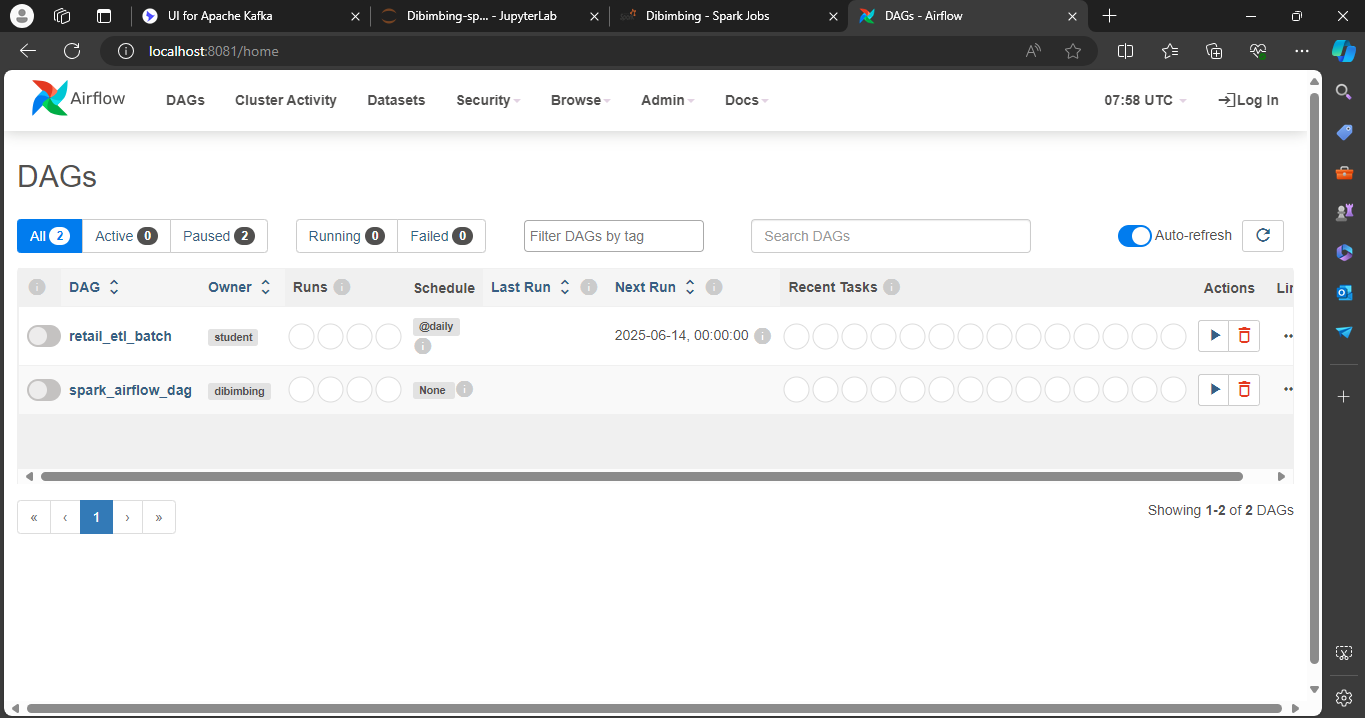 UI for Apache Kafka
Dibimbing-sp... - JupyterLab
Dibimbing - Spark Jobs
DAGs - Airflow
localhost:8081/home
Airflow
DAGs
Cluster Activity
Datasets
Security
Browse
Admin
Docs
07:58 UTC
Log In
DAGs
All 2
Active 0
Paused 2
Running 0
Failed 0
Filter DAGs by tag
Search DAGs
Auto-refresh
DAG Owner Runs Schedule Last Run Next Run Recent Tasks Actions
retail_etl_batch student @daily 2025-06-14, 00:00:00
spark_airflow_dag dibimbing None
« ‹ 1 › »
Showing 1-2 of 2 DAGs